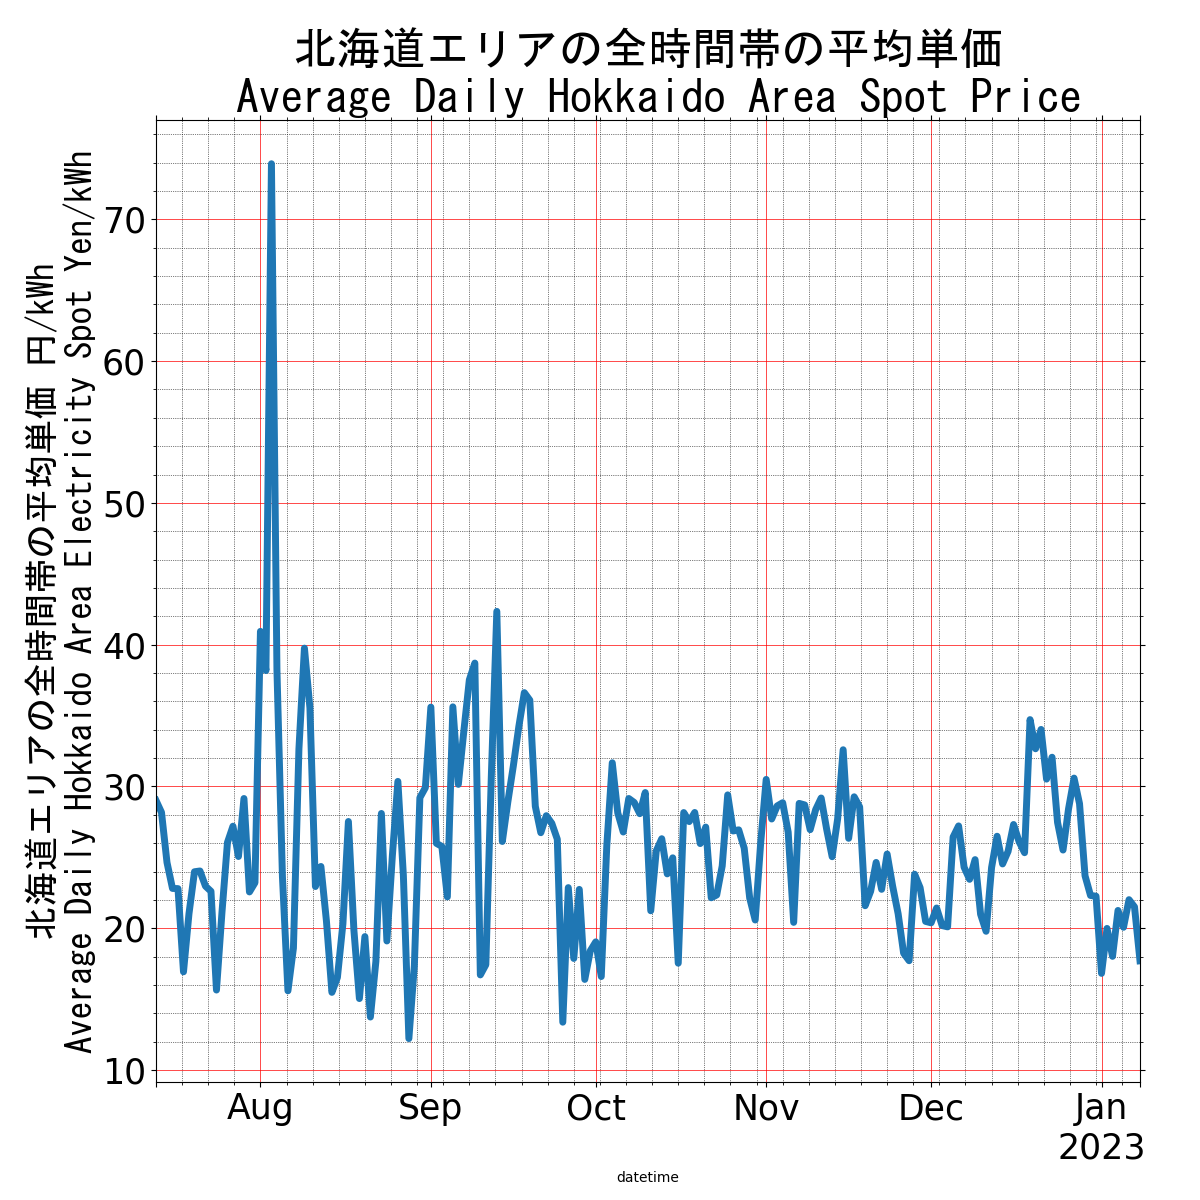 北海道エリアの全時間帯の平均単価
Average Daily Hokkaido Area Spot Price
北海道エリアの全時間帯の平均単価 円/kWh
Average Daily Hokkaido Area Electricity Spot Yen/kWh
70
60
50
40
30
20
10
Aug
Sep
Oct
Nov
Dec
Jan
2023
datetime